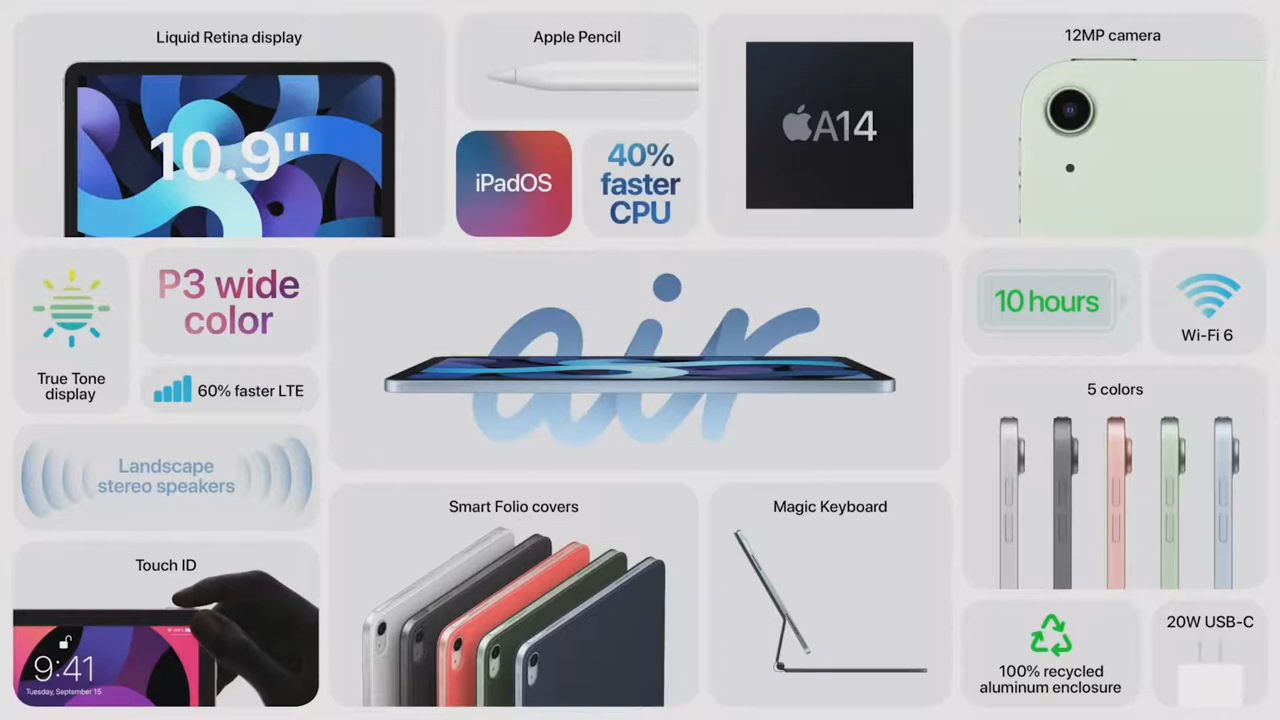 Liquid Retina display
10.9"
Apple Pencil
iPadOS
40%
faster
CPU
A14
12MP camera
True Tone
display
P3 wide
color
60% faster LTE
air
10 hours
Wi-Fi 6
Landscape
stereo speakers
5 colors
Touch ID
9:41
Tuesday, September 15
Smart Folio covers
Magic Keyboard
100% recycled
aluminum enclosure
20W USB-C